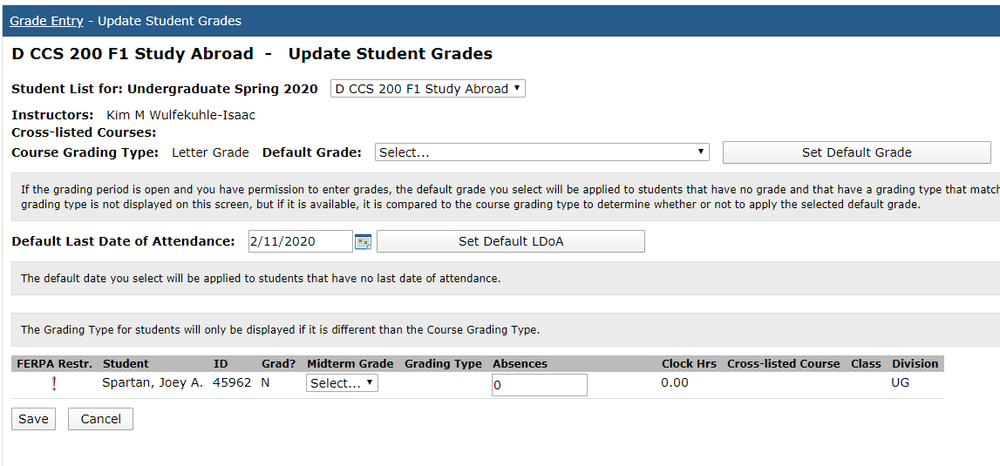 Grade Entry - Update Student Grades
D CCS 200 F1 Study Abroad - Update Student Grades
Student List for: Undergraduate Spring 2020 D CCS 200 F1 Study Abroad
Instructors: Kim M Wulfekuhle-Isaac
Cross-listed Courses:
Course Grading Type: Letter Grade Default Grade: Select... Set Default Grade
If the grading period is open and you have permission to enter grades, the default grade you select will be applied to students that have no grade and that have a grading type that match
grading type is not displayed on this screen, but if it is available, it is compared to the course grading type to determine whether or not to apply the selected default grade.
Default Last Date of Attendance: 2/11/2020 Set Default LDoA
The default date you select will be applied to students that have no last date of attendance.
The Grading Type for students will only be displayed if it is different than the Course Grading Type.
FERPA Restr. Student ID Grad? Midterm Grade Grading Type Absences Clock Hrs Cross-listed Course Class Division
! Spartan, Joey A. 45962 N Select... 0 0.00 UG
Save Cancel